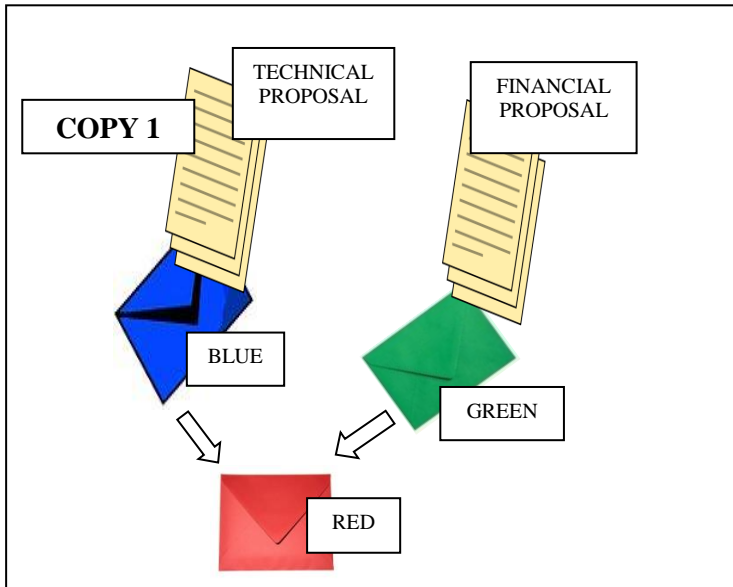 TECHNICAL
PROPOSAL
FINANCIAL
PROPOSAL
COPY 1
BLUE
GREEN
RED